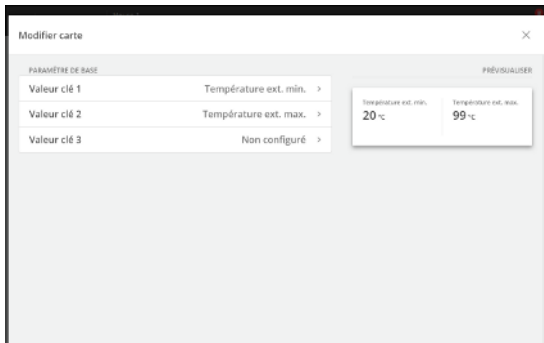 Modifier carte
PARAMÈTRE DE BASE
PRÉVISUALISER
Valeur clé 1 Température ext. min.
Valeur clé 2 Température ext. max.
Valeur clé 3 Non configuré
Température ext. min.
Température ext. max.
20 °C
99 °C